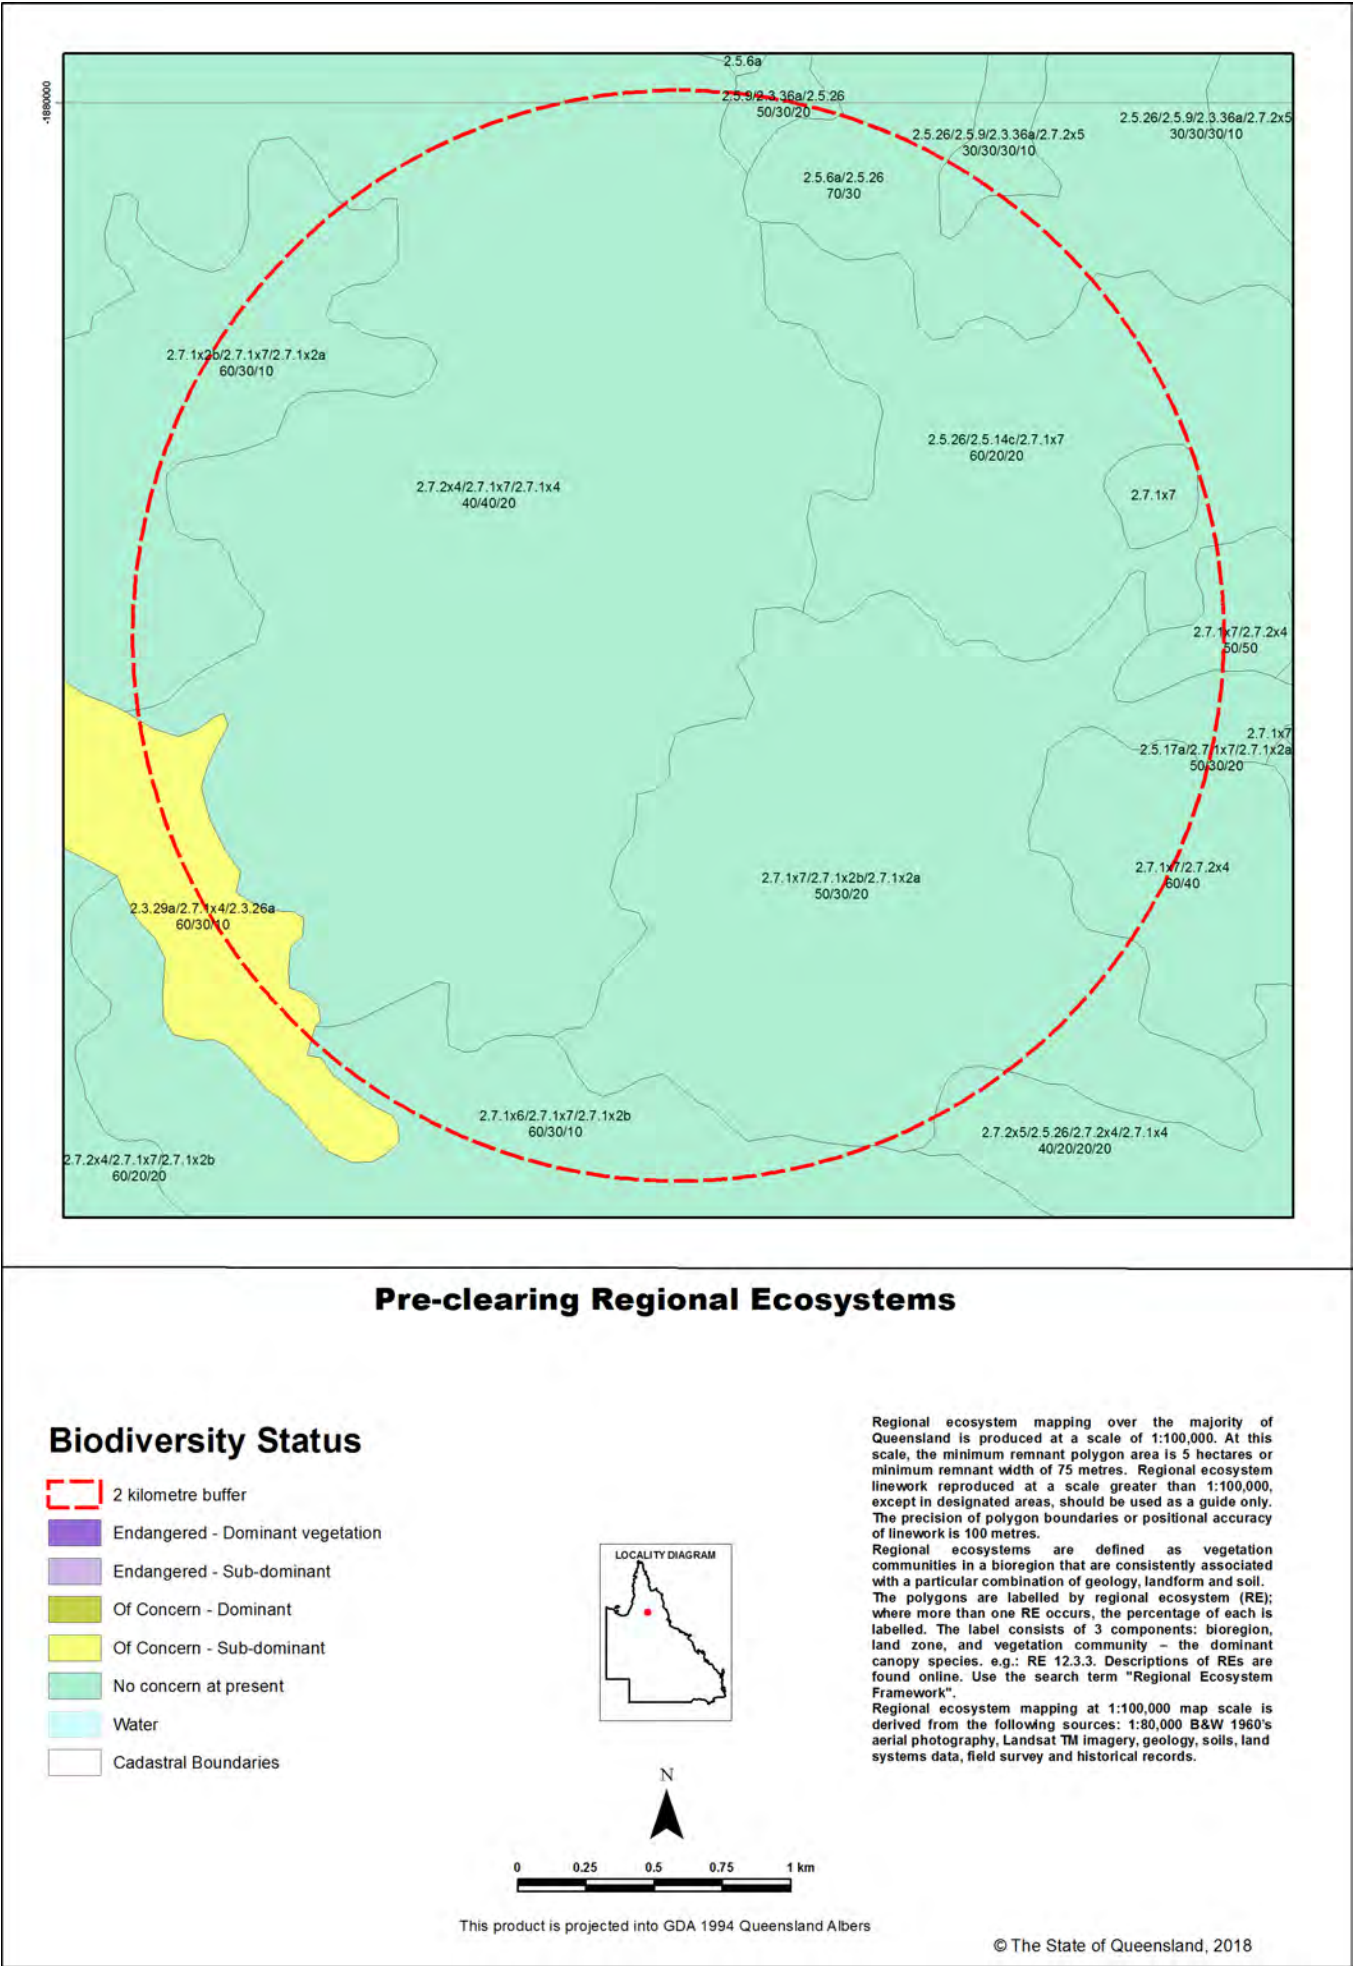 2.5.6a
-1880000
2.5.9/2.3.36a/2.5.26
50/30/20
2.5.26/2.5.9/2.3.36a/2.7.2x5
30/30/30/10
2.5.26/2.5.9/2.3.36a/2.7.2x5
30/30/30/10
2.5.6a/2.5.26
70/30
2.7.1x2b/2.7.1x7/2.7.1x2a
60/30/10
2.5.26/2.5.14c/2.7.1x7
60/20/20
2.7.2x4/2.7.1x7/2.7.1x4
40/40/20
2.7.1x7
2.7.1x7/2.7.2x4
50/50
2.7.1x7
2.5.17a/2.7.1x7/2.7.1x2a
50/30/20
2.7.1x7/2.7.2x4
60/40
2.7.1x7/2.7.1x2b/2.7.1x2a
50/30/20
2.3.29a/2.7.1x4/2.3.26a
60/30/10
2.7.1x6/2.7.1x7/2.7.1x2b
60/30/10
2.7.2x5/2.5.26/2.7.2x4/2.7.1x4
40/20/20/20
2.7.2x4/2.7.1x7/2.7.1x2b
60/20/20
Pre-clearing Regional Ecosystems
Biodiversity Status
2 kilometre buffer
Endangered - Dominant vegetation
Endangered - Sub-dominant
Of Concern - Dominant
Of Concern - Sub-dominant
No concern at present
Water
Cadastral Boundaries
LOCALITY DIAGRAM
N
0 0.25 0.5 0.75 1 km
This product is projected into GDA 1994 Queensland Albers
Regional ecosystem mapping over the majority of
Queensland is produced at a scale of 1:100,000. At this
scale, the minimum remnant polygon area is 5 hectares or
minimum remnant width of 75 metres. Regional ecosystem
linework reproduced at a scale greater than 1:100,000,
except in designated areas, should be used as a guide only.
The precision of polygon boundaries or positional accuracy
of linework is 100 metres.
Regional ecosystems are defined as vegetation
communities in a bioregion that are consistently associated
with a particular combination of geology, landform and soil.
The polygons are labelled by regional ecosystem (RE);
where more than one RE occurs, the percentage of each is
labelled. The label consists of 3 components: bioregion,
land zone, and vegetation community – the dominant
canopy species. e.g.: RE 12.3.3. Descriptions of REs are
found online. Use the search term "Regional Ecosystem
Framework".
Regional ecosystem mapping at 1:100,000 map scale is
derived from the following sources: 1:80,000 B&W 1960's
aerial photography, Landsat TM imagery, geology, soils, land
systems data, field survey and historical records.
© The State of Queensland, 2018